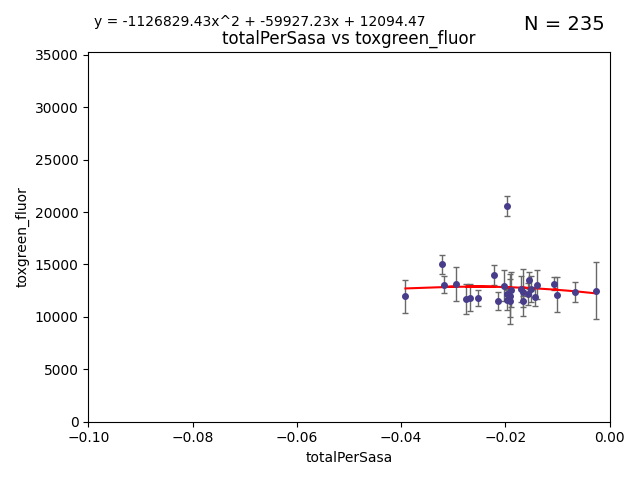 y = -1126829.43x^2 + -59927.23x + 12094.47
N = 235
totalPerSasa vs toxgreen_fluor
35000
30000
25000
20000
15000
10000
5000
0
toxgreen_fluor
−0.10
−0.08
−0.06
−0.04
−0.02
0.00
totalPerSasa